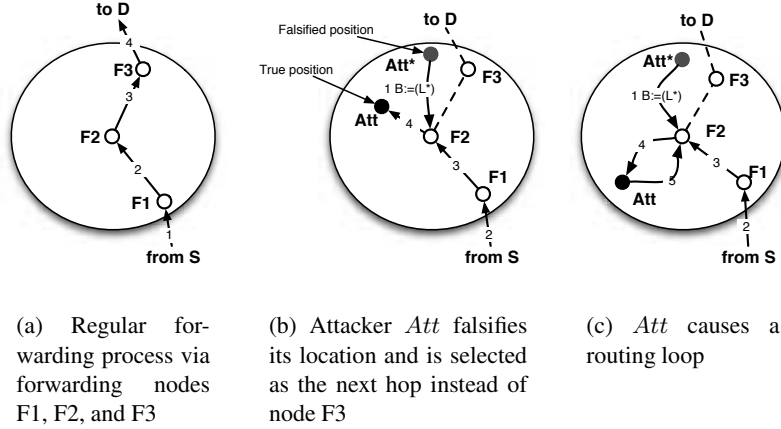 to D
4
F3
3
F2
2
F1
1
from S
(a) Regular for-
warding process via
forwarding nodes
F1, F2, and F3
to D
Falsified position
Att*
F3
True position
1 B:=(L*)
Att
4
F2
3
F1
2
from S
(b) Attacker Att falsifies
its location and is selected
as the next hop instead of
node F3
to D
Att*
F3
1 B:=(L*)
F2
4
3
5
F1
Att
2
from S
(c) Att causes a
routing loop